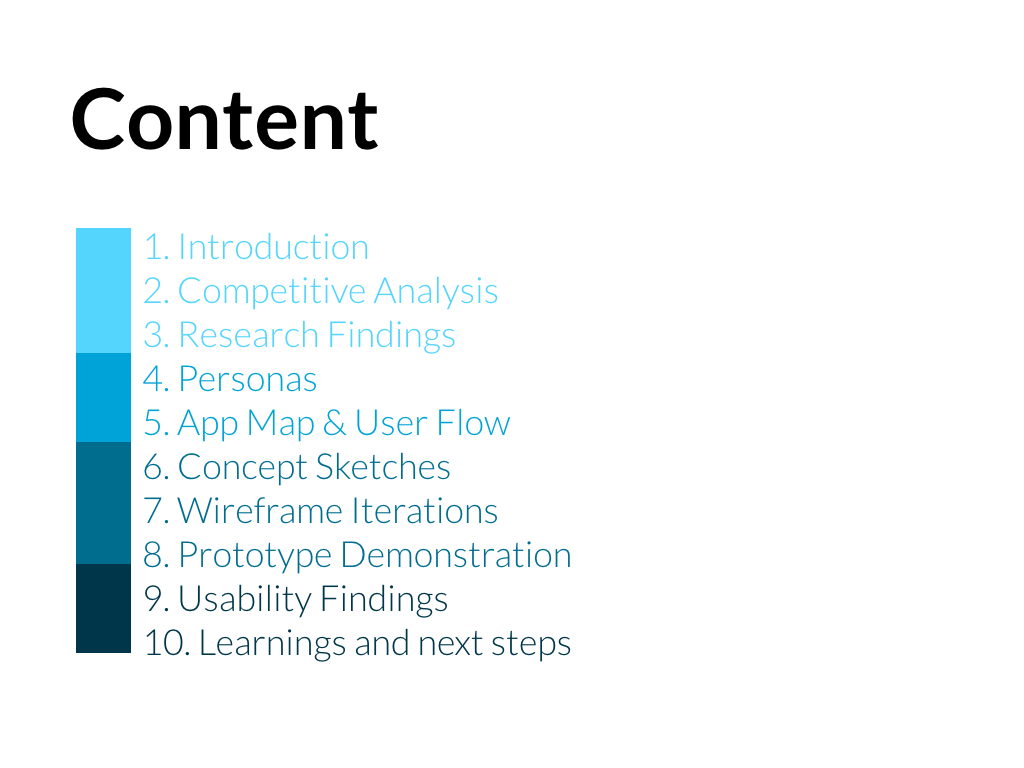 Content
1. Introduction
2. Competitive Analysis
3. Research Findings
4. Personas
5. App Map & User Flow
6. Concept Sketches
7. Wireframe Iterations
8. Prototype Demonstration
9. Usability Findings
10. Learnings and next steps